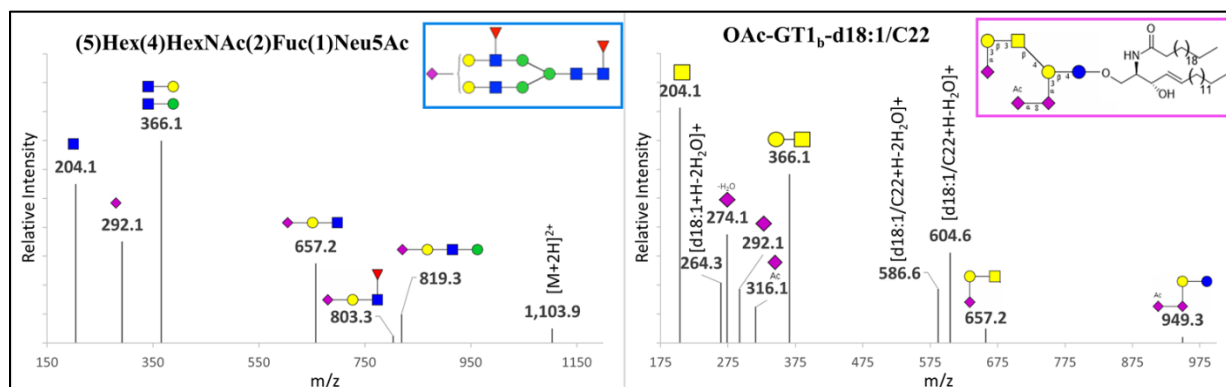 (5)Hex(4)HexNAc(2)Fuc(1)Neu5Ac
Relative Intensity
204.1
292.1
366.1
657.2
803.3
819.3
[M+2H]2+
1,103.9
150
350
550
750
950
1150
m/z
OAc-GT1b-d18:1/C22
Relative Intensity
204.1
[d18:1+H-2H2O]+
264.3
-H2O
274.1
292.1
Ac
316.1
366.1
[d18:1/C22+H-2H2O]+
586.6
[d18:1/C22+H-H2O]+
604.6
657.2
Ac
949.3
β 3
3
α
β
4
β 4
3
α
Ac
α 8
O
HN
O
OH
18
11
175
275
375
475
575
675
775
875
975
m/z